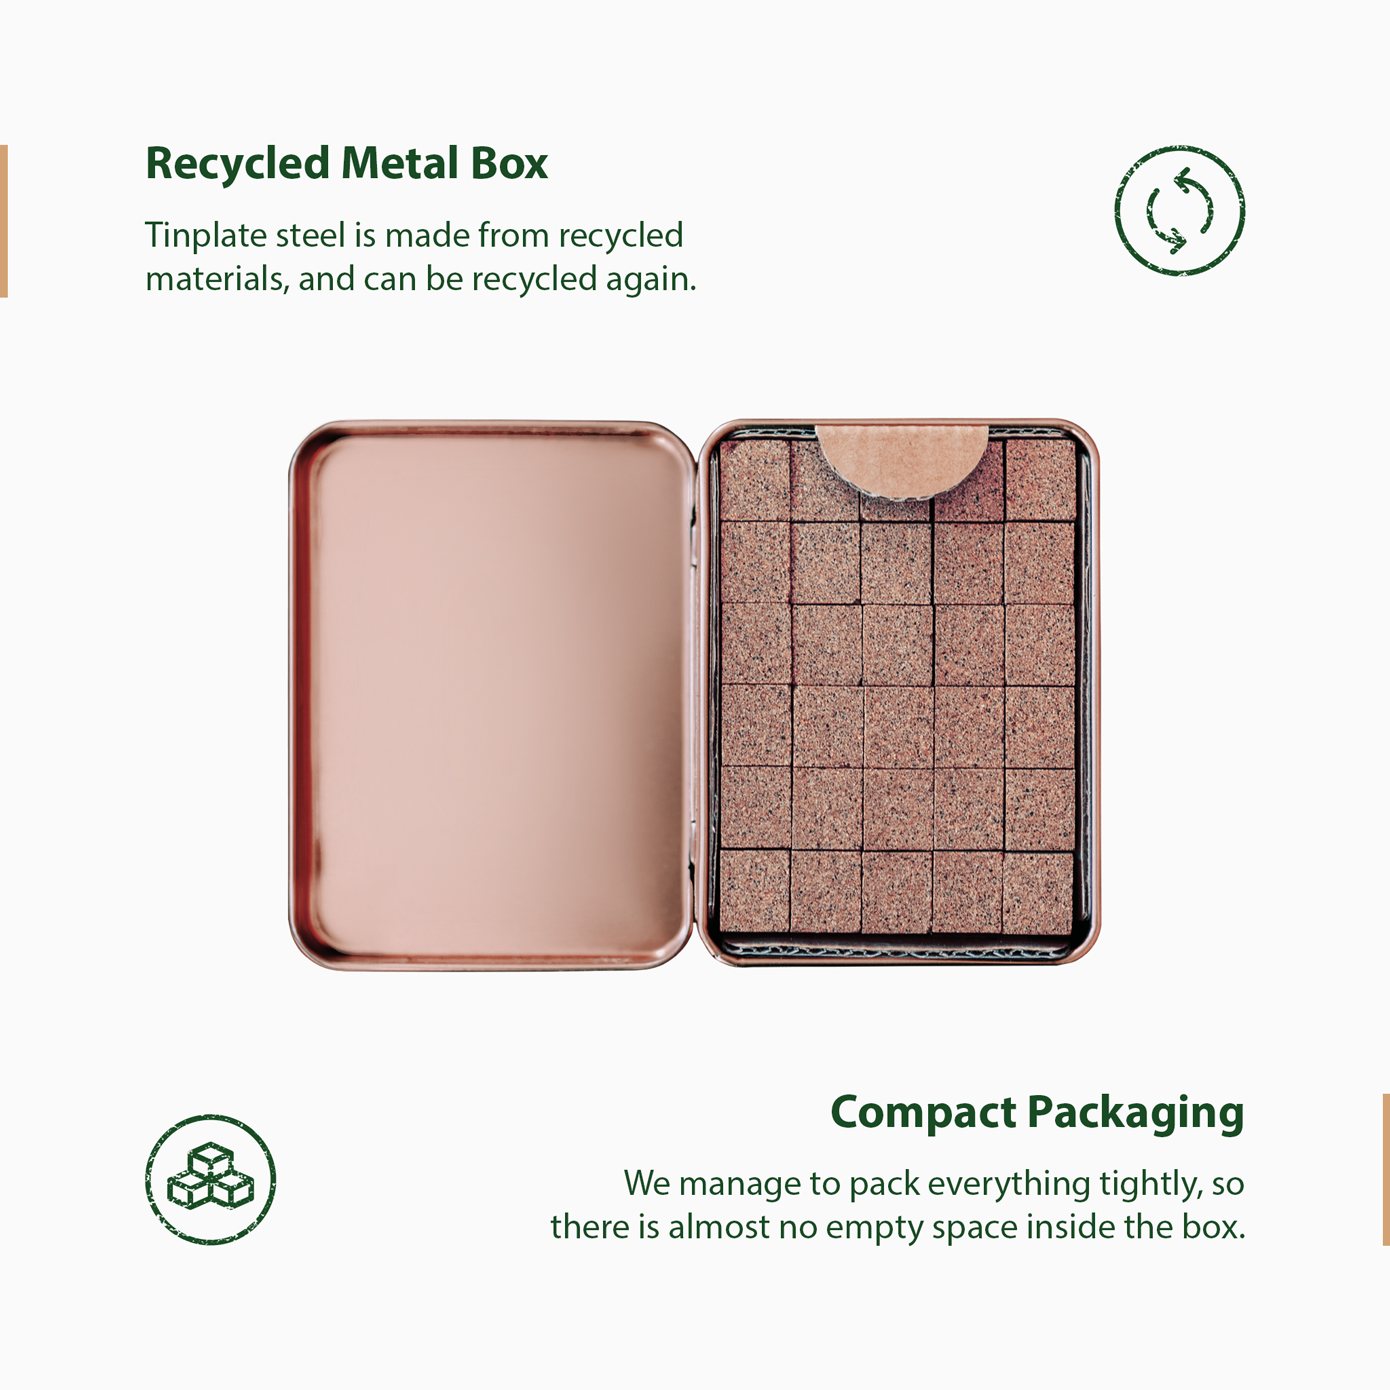 Recycled Metal Box
Tinplate steel is made from recycled
materials, and can be recycled again.
Compact Packaging
We manage to pack everything tightly, so
there is almost no empty space inside the box.